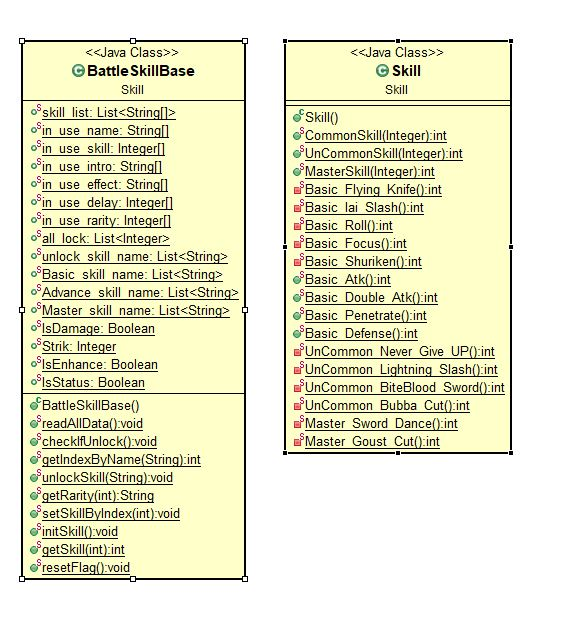 <<Java Class>>
BattleSkillBase
Skill
skill_list: List<String[]>
in_use_name: String[]
in_use_skill: Integer[]
in_use_intro: String[]
in_use_effect: String[]
in_use_delay: Integer[]
in_use_rarity: Integer[]
all_lock: List<Integer>
unlock_skill_name: List<String>
Basic_skill_name: List<String>
Advance_skill_name: List<String>
Master_skill_name: List<String>
IsDamage: Boolean
Strik: Integer
IsEnhance: Boolean
IsStatus: Boolean
BattleSkillBase()
readAllData():void
checkIfUnlock():void
getIndexByName(String):int
unlockSkill(String):void
getRarity(int):String
setSkillByIndex(int):void
initSkill():void
getSkill(int):int
resetFlag():void
<<Java Class>>
Skill
Skill
Skill()
CommonSkill(Integer):int
UnCommonSkill(Integer):int
MasterSkill(Integer):int
Basic_Flying_Knife():int
Basic_Iai_Slash():int
Basic_Roll():int
Basic_Focus():int
Basic_Shuriken():int
Basic_Atk():int
Basic_Double_Atk():int
Basic_Penetrate():int
Basic_Defense():int
UnCommon_Never_Give_UP():int
UnCommon_Lightning_Slash():int
UnCommon_BiteBlood_Sword():int
UnCommon_Bubba_Cut():int
Master_Sword_Dance():int
Master_Goust_Cut():int